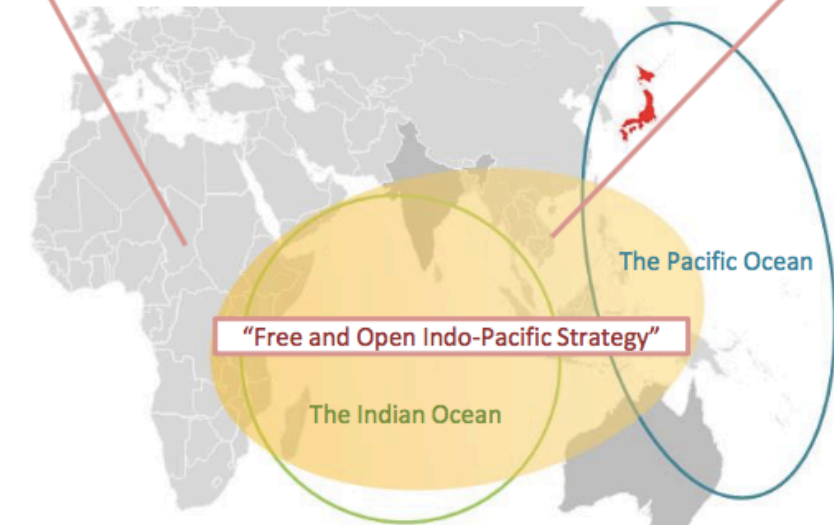 The Pacific Ocean
“Free and Open Indo-Pacific Strategy”
The Indian Ocean